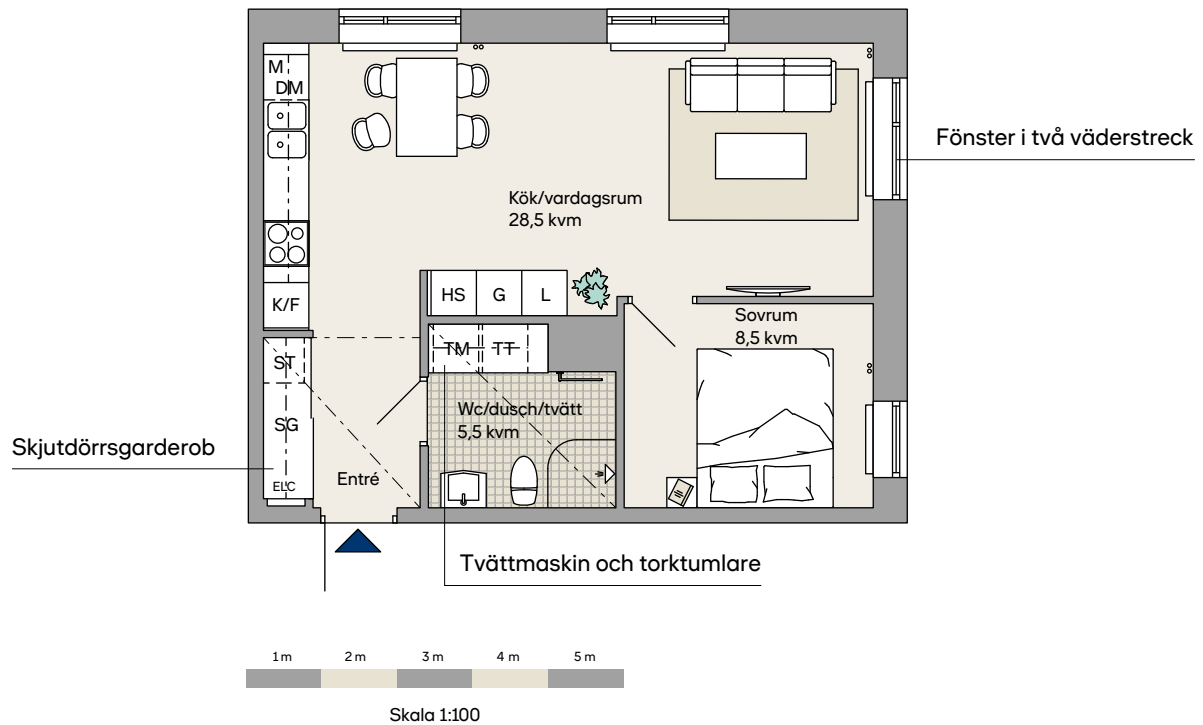 M
DM
Fönster i två väderstreck
Kök/vardagsrum
28,5 kvm
K/F
HS
G
L
Sovrum
8,5 kvm
TM
TT
ST
Wc/dusch/tvätt
5,5 kvm
SG
Skjutdörrsgarderob
Entré
ELC
Tvättmaskin och torktumlare
1 m
2 m
3 m
4 m
5 m
Skala 1:100